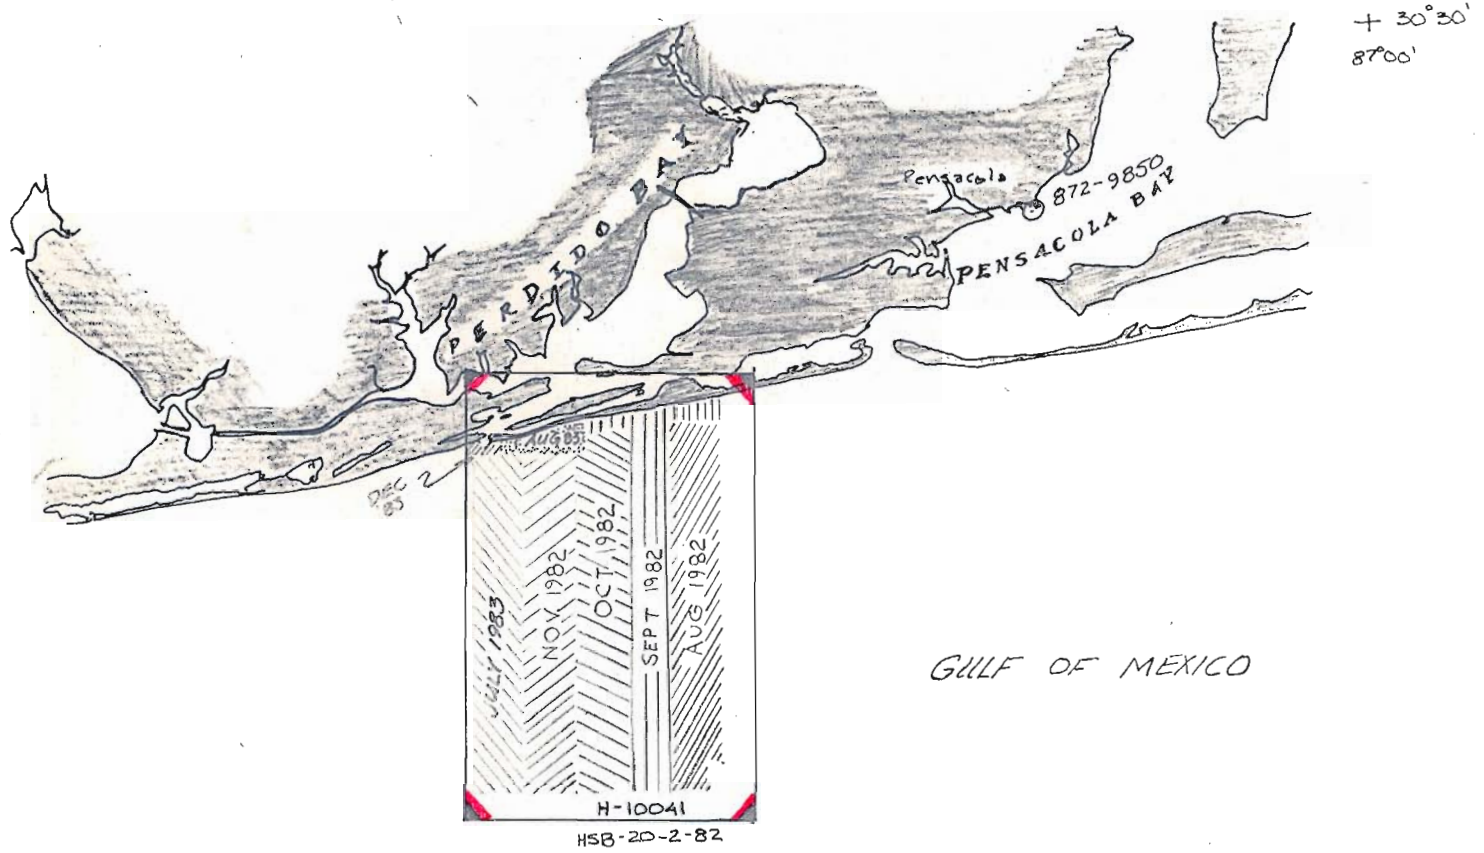 + 30°30'
87°00'
PERDIDO BAY
Pensacola
872-9850
PENSACOLA BAY
AUG 83
DEC
83
JULY 1983
NOV 1982
OCT 1982
SEPT 1982
AUG 1982
GULF OF MEXICO
H-10041
HSB-20-2-82